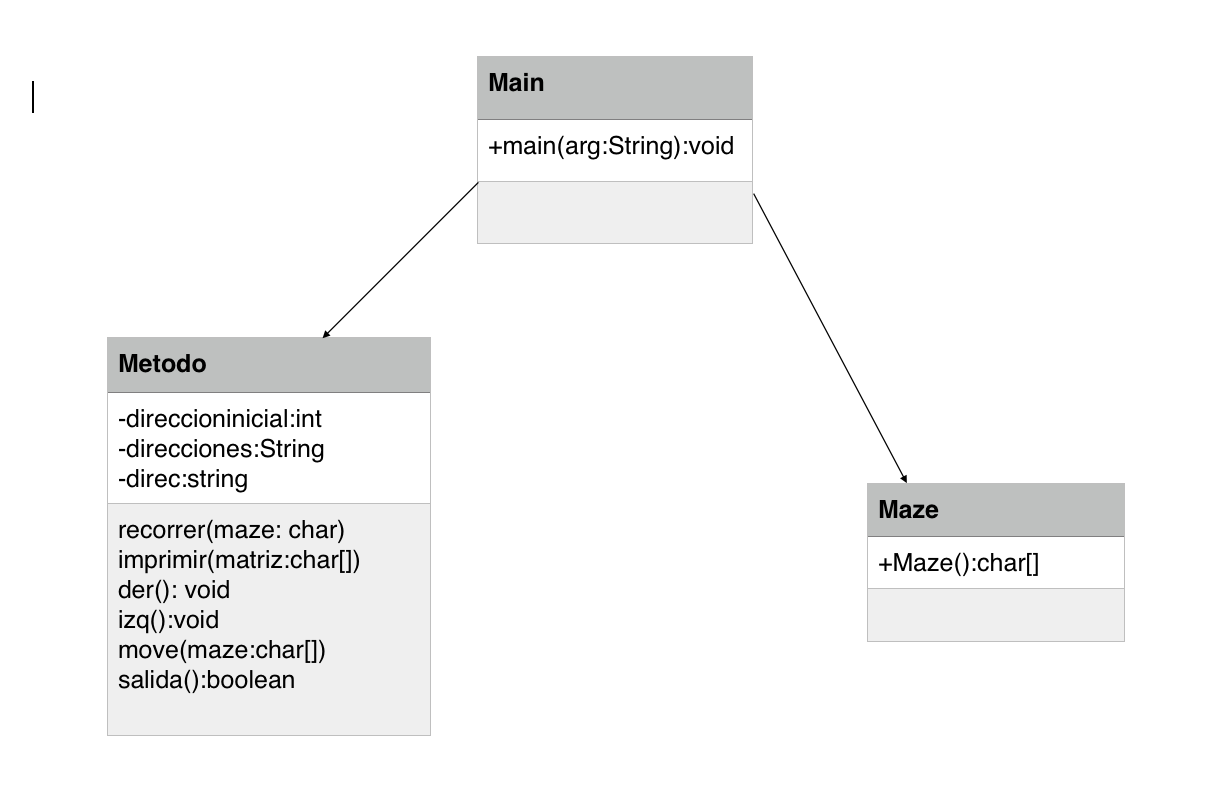 Main
+main(arg:String):void
Metodo
-direccioninicial:int
-direcciones:String
-direc:string
recorrer(maze: char)
imprimir(matriz:char[])
der(): void
izq():void
move(maze:char[])
salida():boolean
Maze
+Maze():char[]